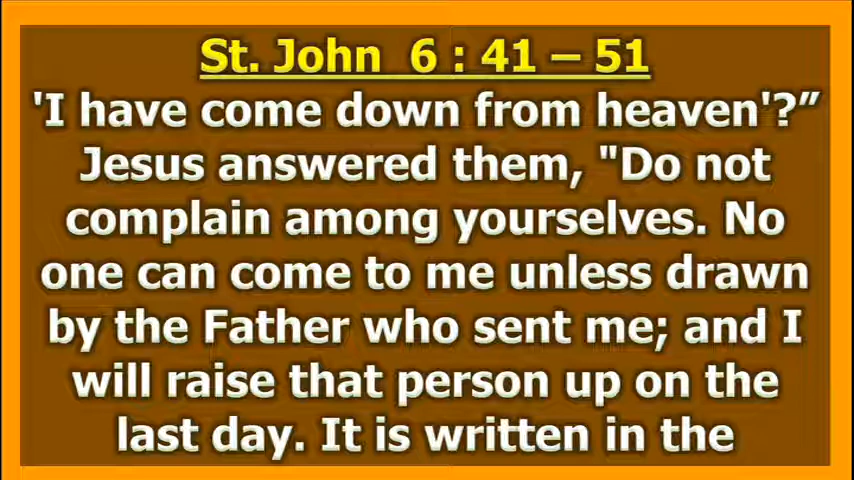 St. John 6 : 41 – 51
'I have come down from heaven'?”
Jesus answered them, "Do not
complain among yourselves. No
one can come to me unless drawn
by the Father who sent me; and I
will raise that person up on the
last day. It is written in the